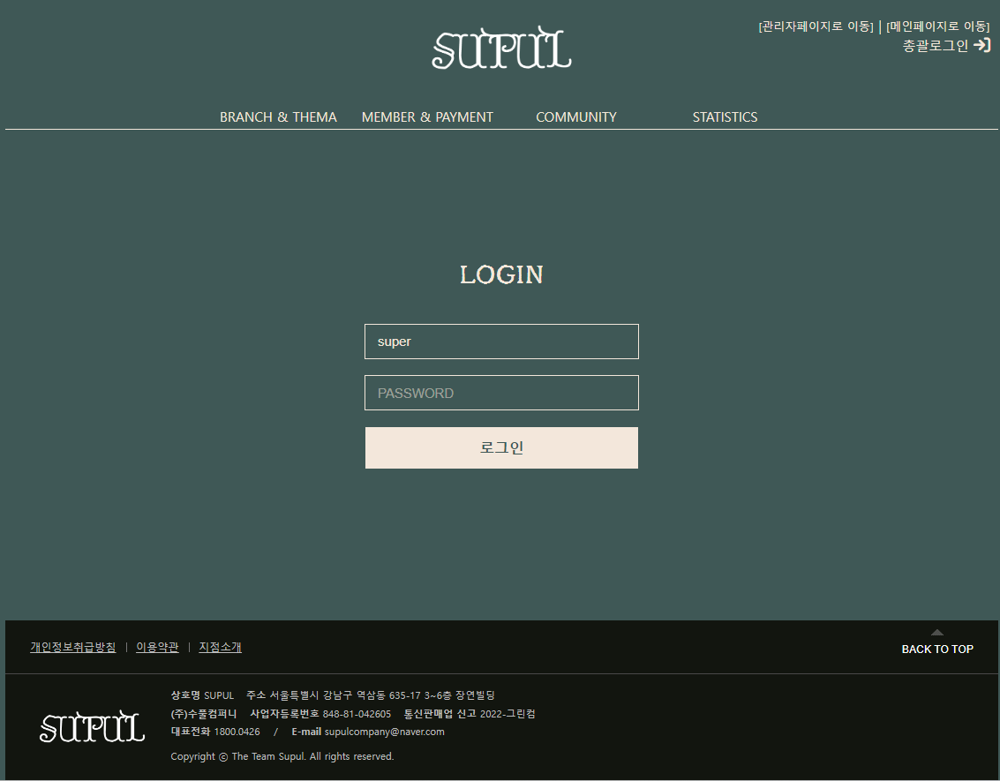 [관리자페이지로 이동] | [메인페이지로 이동]
SUPUL
총괄로그인
BRANCH & THEMA MEMBER & PAYMENT COMMUNITY STATISTICS
LOGIN
super
PASSWORD
로그인
개인정보취급방침 | 이용약관 | 지점소개
BACK TO TOP
SUPUL
상호명 SUPUL 주소 서울특별시 강남구 역삼동 635-17 3~6층 장연빌딩
(주)수풀컴퍼니 사업자등록번호 848-81-042605 통신판매업 신고 2022-그린컴
대표전화 1800.0426 / E-mail supulcompany@naver.com
Copyright ⓒ The Team Supul. All rights reserved.